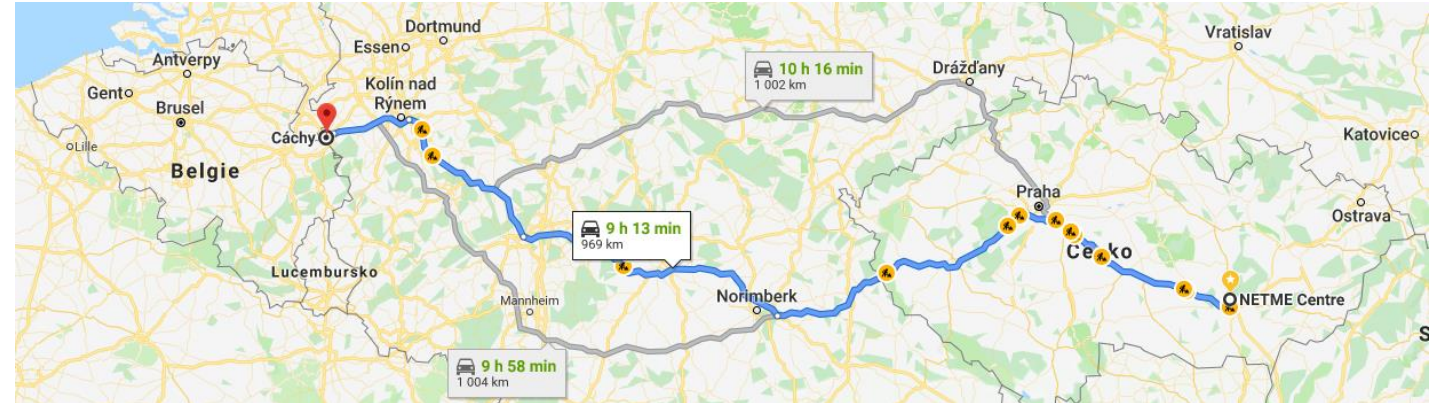 Dortmund
Vratislav
Essen
Antverpy
10 h 16 min
1 002 km
Drážďany
Kolín nad
Rýnem
Gent
Brusel
Cáchy
Katovice
Lille
Belgie
Praha
Ostrava
9 h 13 min
969 km
Česko
Lucembursko
Mannheim
Norimberk
NETME Centre
S
9 h 58 min
1 004 km